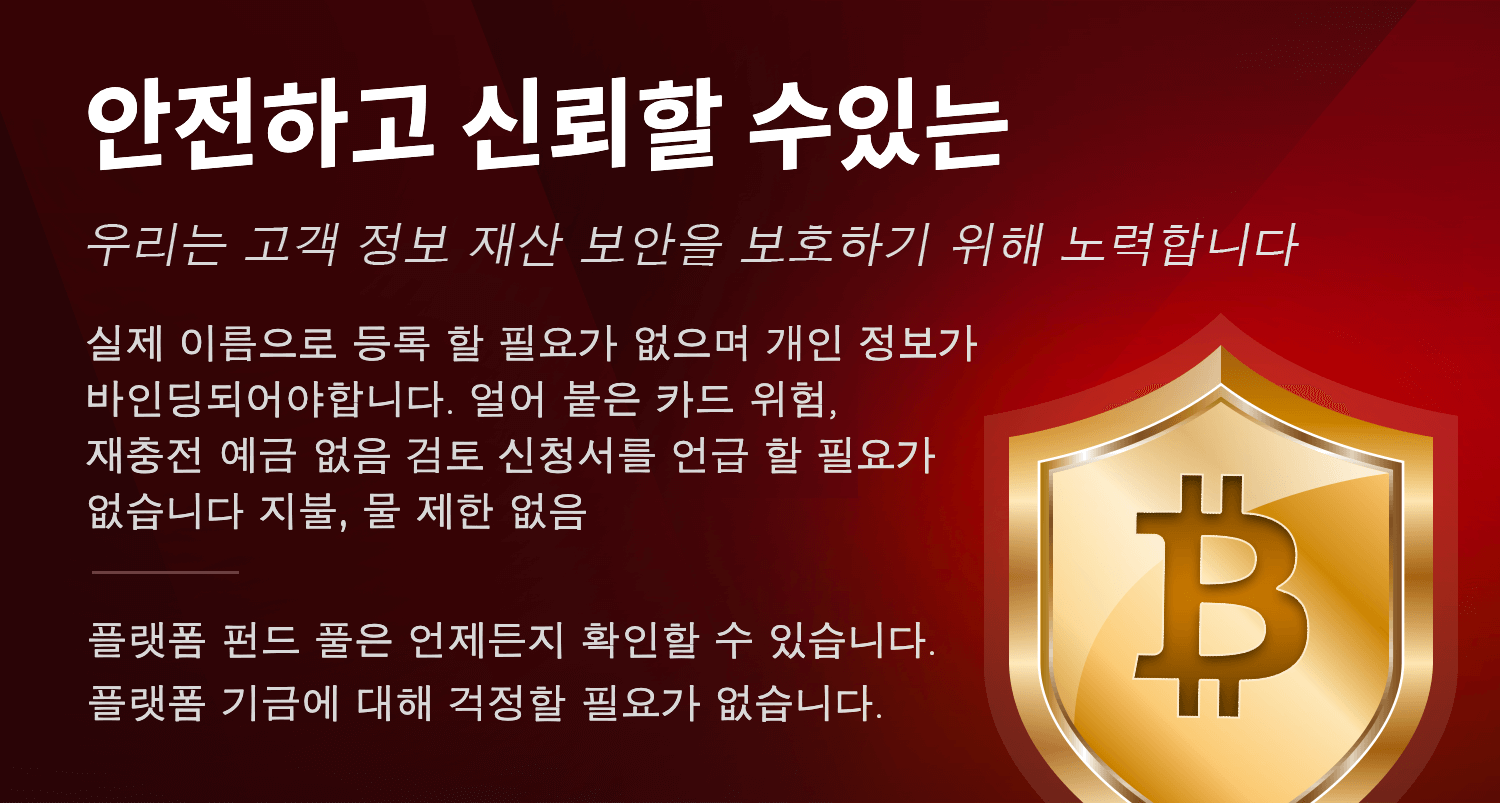 안전하고 신뢰할 수있는
우리는 고객 정보 재산 보안을 보호하기 위해 노력합니다
실제 이름으로 등록 할 필요가 없으며 개인 정보가
바인딩되어야합니다. 얼어 붙은 카드 위험,
재충전 예금 없음 검토 신청서를 언급 할 필요가
없습니다 지불, 물 제한 없음
플랫폼 펀드 풀은 언제든지 확인할 수 있습니다.
플랫폼 기금에 대해 걱정할 필요가 없습니다.